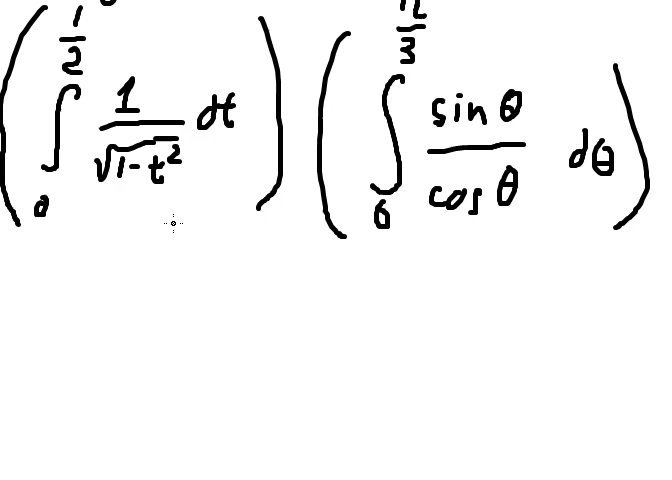 (∫₀^{1/2} 1/√(1-t²) dt) (∫₀^{π/3} sin θ/cos θ dθ)